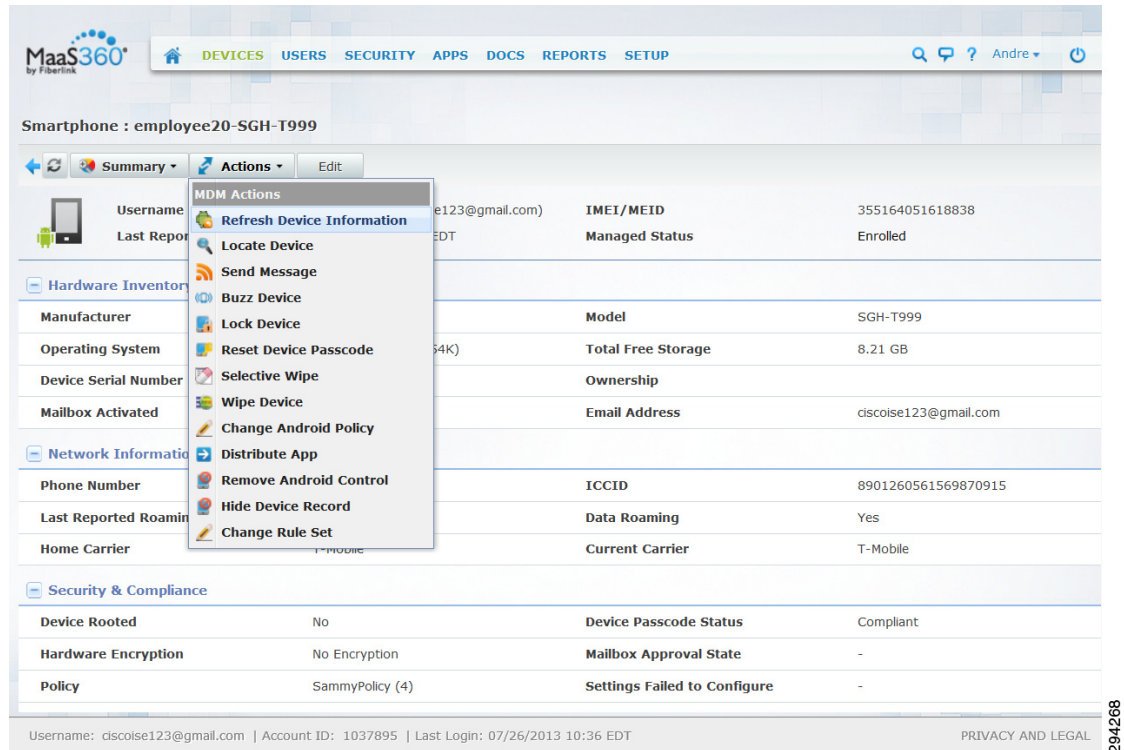 MaaS360
by Fiberlink
DEVICES USERS SECURITY APPS DOCS REPORTS SETUP
? Andre
Smartphone : employee20-SGH-T999
Summary Actions Edit
MDM Actions
Refresh Device Information
Locate Device
Send Message
Buzz Device
Lock Device
Reset Device Passcode
Selective Wipe
Wipe Device
Change Android Policy
Distribute App
Remove Android Control
Hide Device Record
Change Rule Set
Username e123@gmail.com) IMEI/MEID 355164051618838
Last Repor EDT Managed Status Enrolled
Hardware Inventory
Manufacturer Model SGH-T999
Operating System 54K) Total Free Storage 8.21 GB
Device Serial Number Ownership
Mailbox Activated Email Address ciscoise123@gmail.com
Network Informatio
Phone Number ICCID 8901260561569870915
Last Reported Roamin Data Roaming Yes
Home Carrier T-Mobile Current Carrier T-Mobile
Security & Compliance
Device Rooted No Device Passcode Status Compliant
Hardware Encryption No Encryption Mailbox Approval State -
Policy SammyPolicy (4) Settings Failed to Configure -
Username: ciscoise123@gmail.com | Account ID: 1037895 | Last Login: 07/26/2013 10:36 EDT PRIVACY AND LEGAL
294268